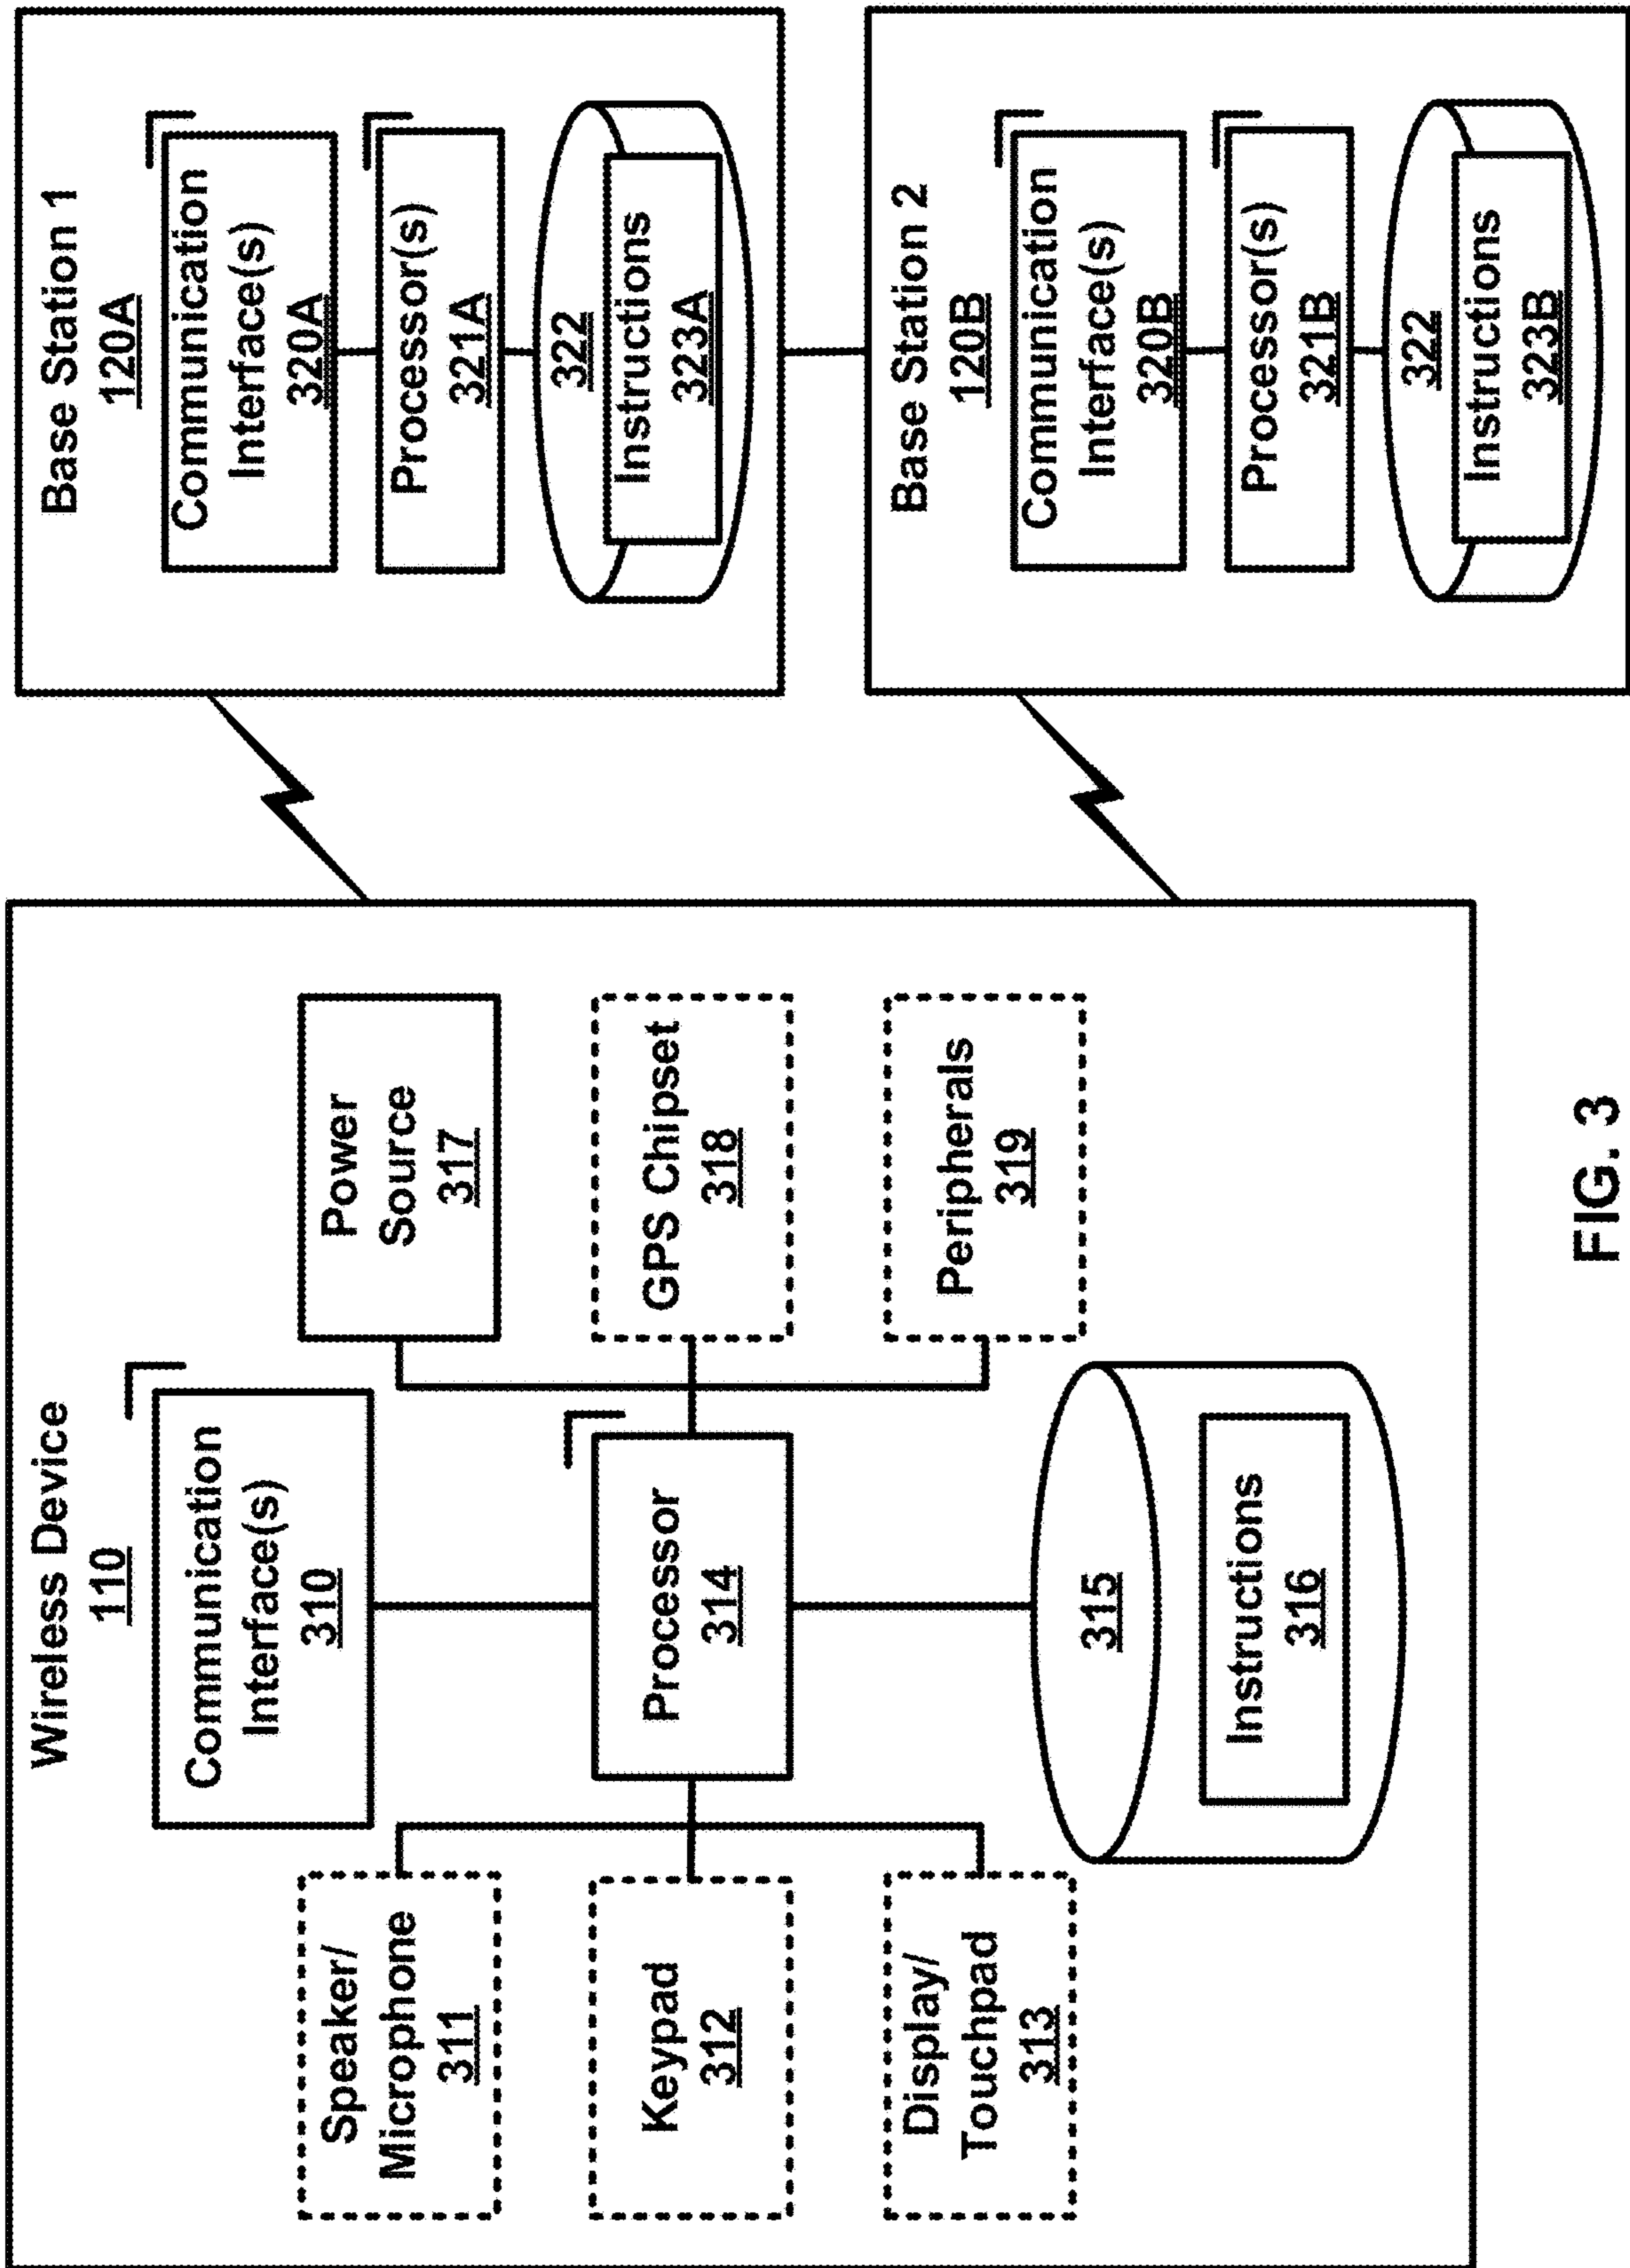 Wireless Device
110
Communication
Interface(s)
310
Speaker/
Microphone
311
Keypad
312
Display/
Touchpad
313
Processor
314
315
Instructions
316
Power
Source
317
GPS Chipset
318
Peripherals
319
Base Station 1
120A
Communication
Interface(s)
320A
Processor(s)
321A
322
Instructions
323A
Base Station 2
120B
Communication
Interface(s)
320B
Processor(s)
321B
322
Instructions
323B
FIG. 3